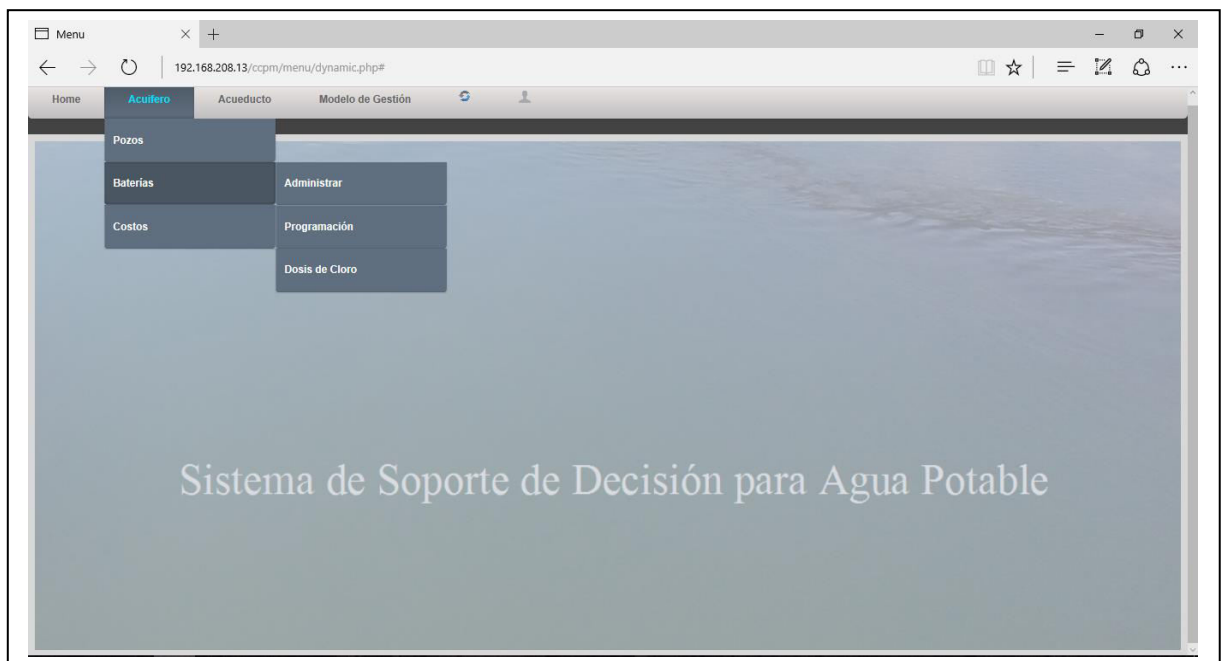 Menu
192.168.208.13/ccpm/menu/dynamic.php#
Home Acuífero Acueducto Modelo de Gestión
Pozos
Baterías Administrar
Costos Programación
Dosis de Cloro
Sistema de Soporte de Decisión para Agua Potable